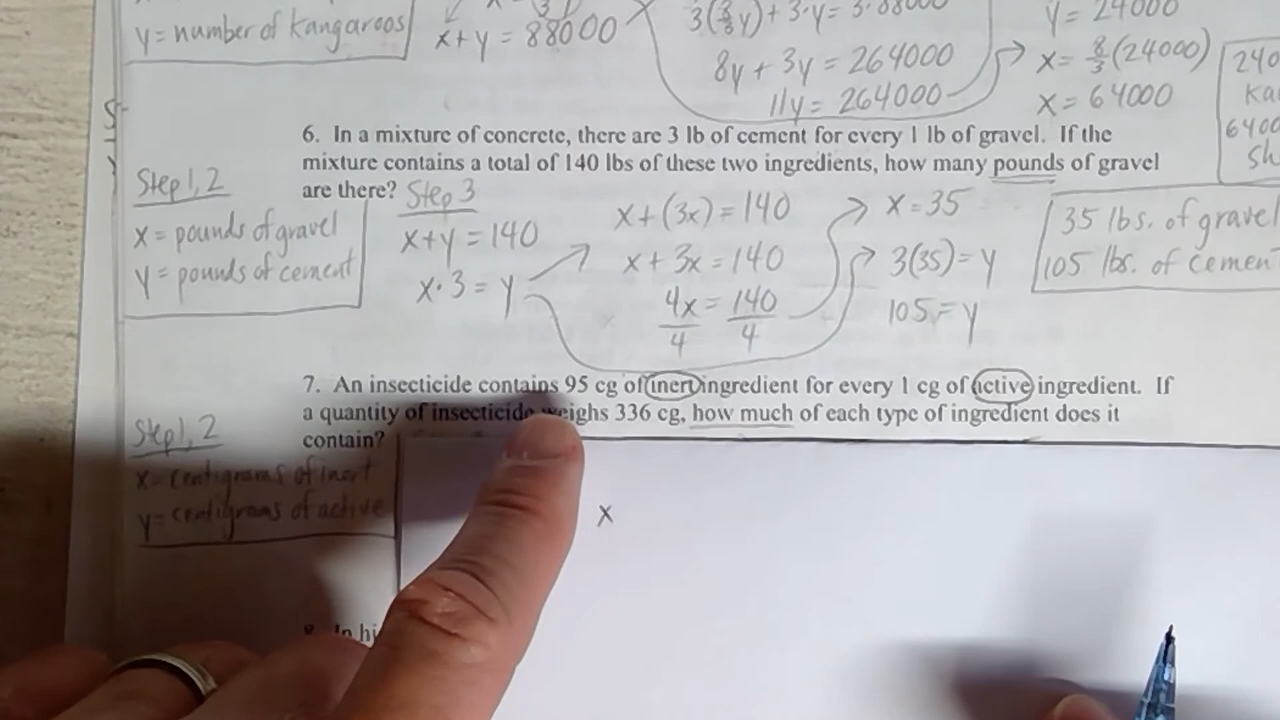 y = number of kangaroos
x+y = 88000
3(8/3 y) + 3·y = 3·88000
8y + 3y = 264000
11y = 264000
y = 24000
x = 8/3 (24000)
x = 64000
240
6400
6. In a mixture of concrete, there are 3 lb of cement for every 1 lb of gravel. If the
mixture contains a total of 140 lbs of these two ingredients, how many pounds of gravel
are there?
Step 1,2
x = pounds of gravel
y = pounds of cement
Step 3
x+y = 140
x·3 = y
x+(3x) = 140
x + 3x = 140
4x = 140
4 4
x = 35
3(35) = y
105 = y
35 lbs. of gravel
105 lbs. of cemen
7. An insecticide contains 95 cg of inert ingredient for every 1 cg of active ingredient. If
a quantity of insecticide weighs 336 cg, how much of each type of ingredient does it
contain?
Step 1,2
x = centigrams of inert
y = centigrams of active
x
8. In hi